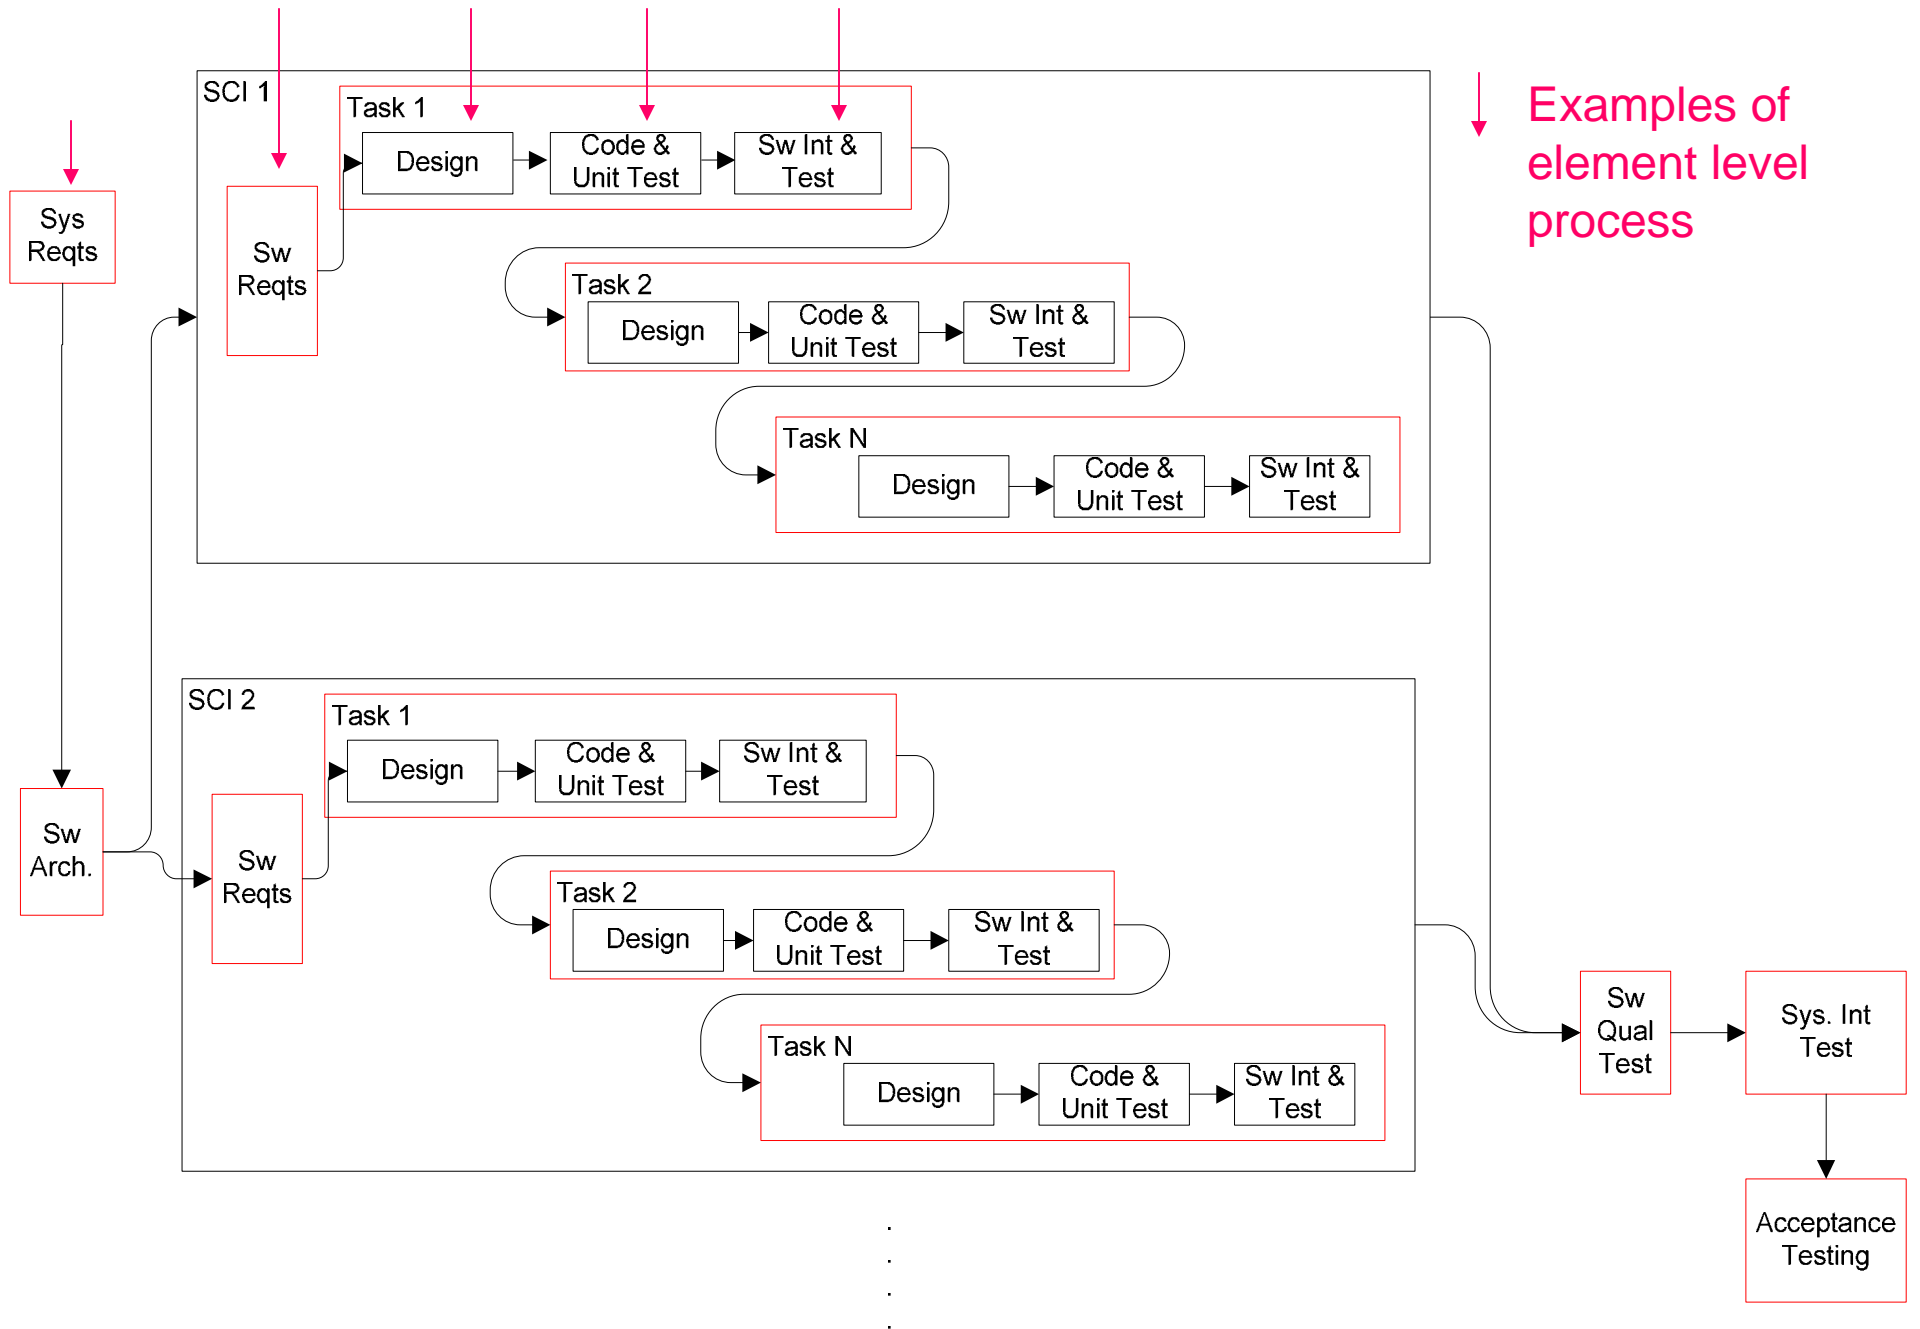 SCI 1
Task 1
Design
Code &
Unit Test
Sw Int &
Test
Examples of
element level
process
Sys
Reqts
Sw
Reqts
Task 2
Design
Code &
Unit Test
Sw Int &
Test
Task N
Design
Code &
Unit Test
Sw Int &
Test
SCI 2
Task 1
Design
Code &
Unit Test
Sw Int &
Test
Sw
Arch.
Sw
Reqts
Task 2
Design
Code &
Unit Test
Sw Int &
Test
Task N
Design
Code &
Unit Test
Sw Int &
Test
Sw
Qual
Test
Sys. Int
Test
Acceptance
Testing
.
.
.
.